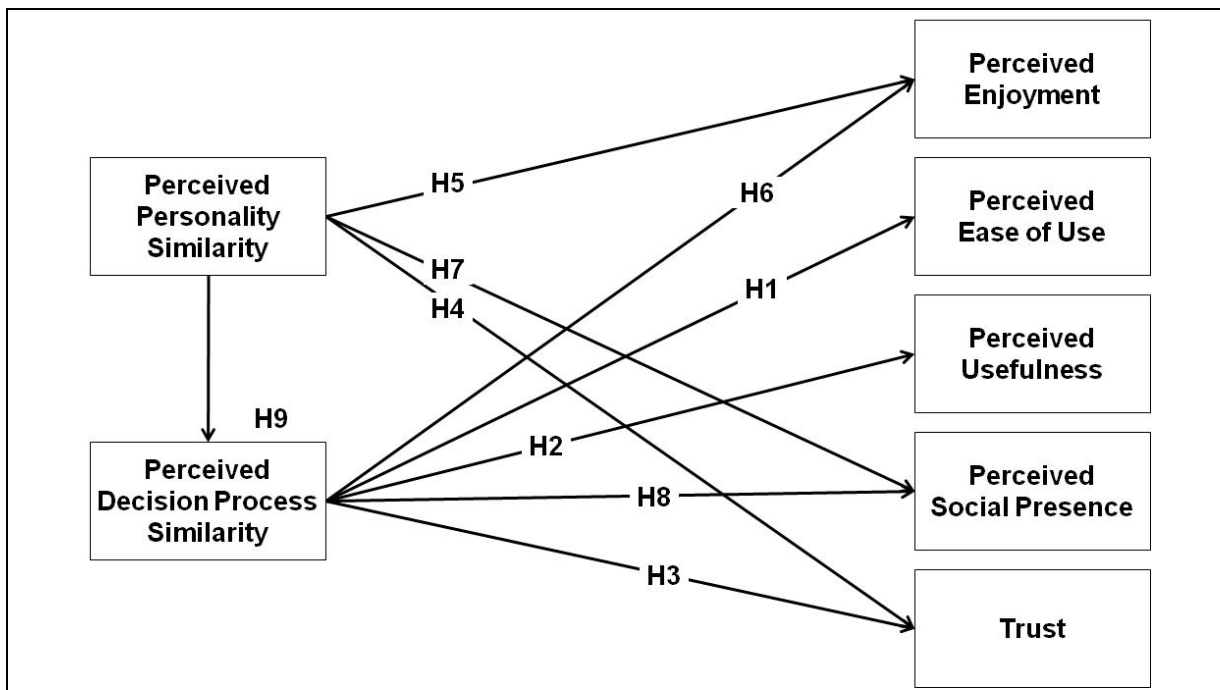 Perceived
Enjoyment
Perceived
Personality
Similarity
H5
H6
Perceived
Ease of Use
H7
H1
H4
Perceived
Usefulness
H9
H2
Perceived
Decision Process
Similarity
H8
Perceived
Social Presence
H3
Trust